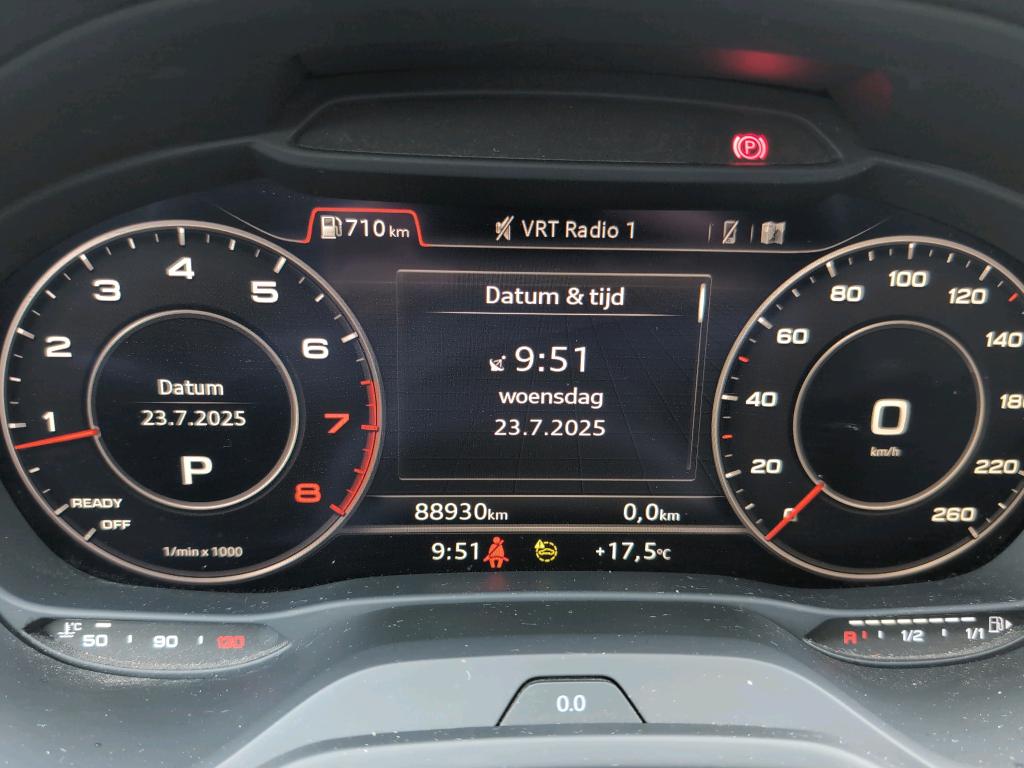 P
710 km
VRT Radio 1
1
2
3
4
5
6
7
8
READY
OFF
1/min x 1000
Datum
23.7.2025
P
Datum & tijd
9:51
woensdag
23.7.2025
88930km
0,0km
9:51
+17,5°C
20
40
60
80
100
120
140
220
260
0
km/h
°C
50
90
130
R
1/2
1/1
0.0